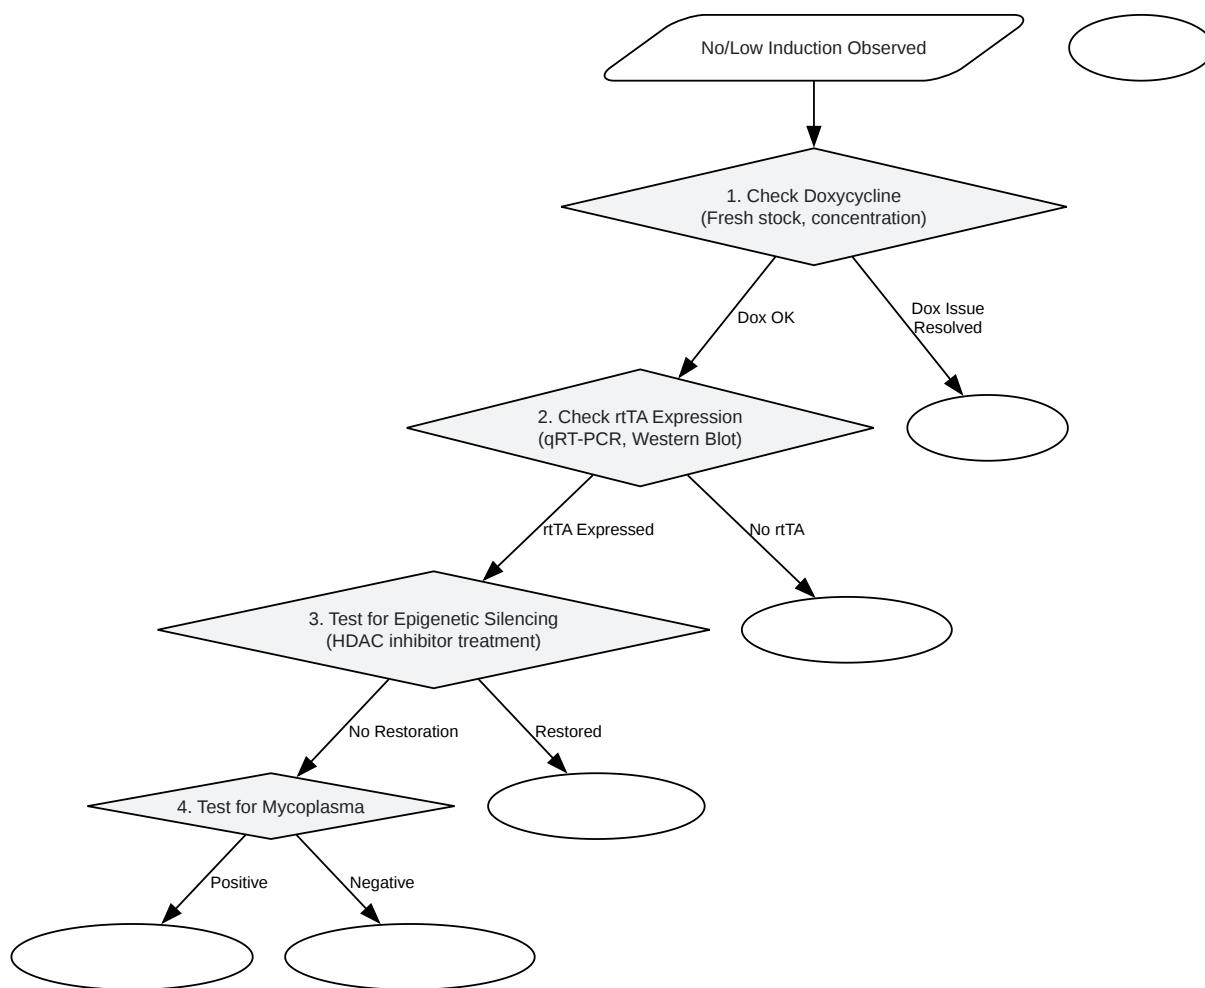 No/Low Induction Observed
1. Check Doxycycline
(Fresh stock, concentration)
Dox OK
Dox Issue
Resolved
2. Check rtTA Expression
(qRT-PCR, Western Blot)
rtTA Expressed
No rtTA
3. Test for Epigenetic Silencing
(HDAC inhibitor treatment)
No Restoration
Restored
4. Test for Mycoplasma
Positive
Negative